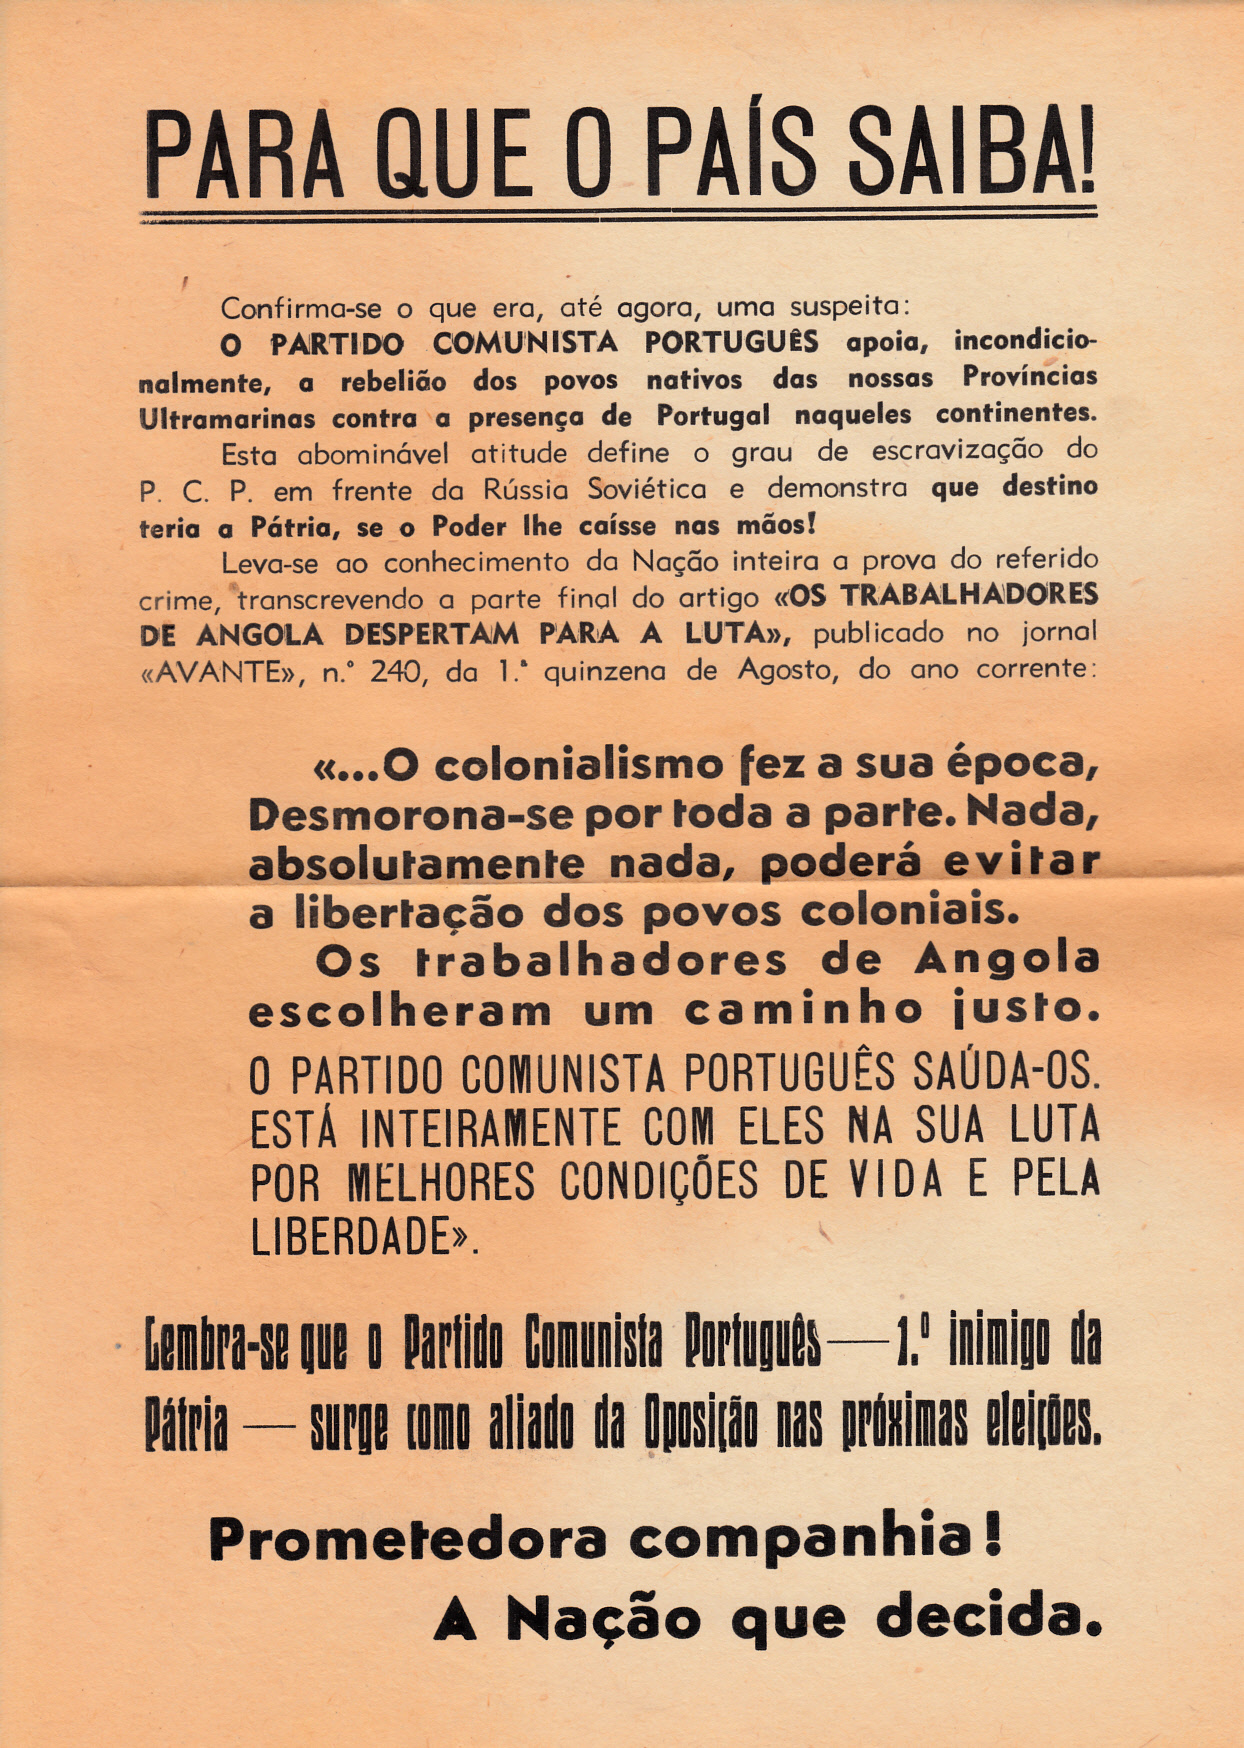 PARA QUE O PAÍS SAIBA!
Confirma-se o que era, até agora, uma suspeita:
O PARTIDO COMUNISTA PORTUGUÊS apoia, incondicio-
nalmente, a rebelião dos povos nativos das nossas Províncias
Ultramarinas contra a presença de Portugal naqueles continentes.
Esta abominável atitude define o grau de escravização do
P. C. P. em frente da Rússia Soviética e demonstra que destino
teria a Pátria, se o Poder lhe caísse nas mãos!
Leva-se ao conhecimento da Nação inteira a prova do referido
crime, transcrevendo a parte final do artigo «OS TRABALHADORES
DE ANGOLA DESPERTAM PARA A LUTA», publicado no jornal
«AVANTE», n.° 240, da 1.ª quinzena de Agosto, do ano corrente:
«...O colonialismo fez a sua época,
Desmorona-se por toda a parte. Nada,
absolutamente nada, poderá evitar
a libertação dos povos coloniais.
Os trabalhadores de Angola
escolheram um caminho justo.
O PARTIDO COMUNISTA PORTUGUÊS SAÚDA-OS.
ESTÁ INTEIRAMENTE COM ELES NA SUA LUTA
POR MELHORES CONDIÇÕES DE VIDA E PELA
LIBERDADE».
Lembra-se que o Partido Comunista Português — 1.º inimigo da
Pátria — surge como aliado da Oposição nas próximas eleições.
Prometedora companhia!
A Nação que decida.